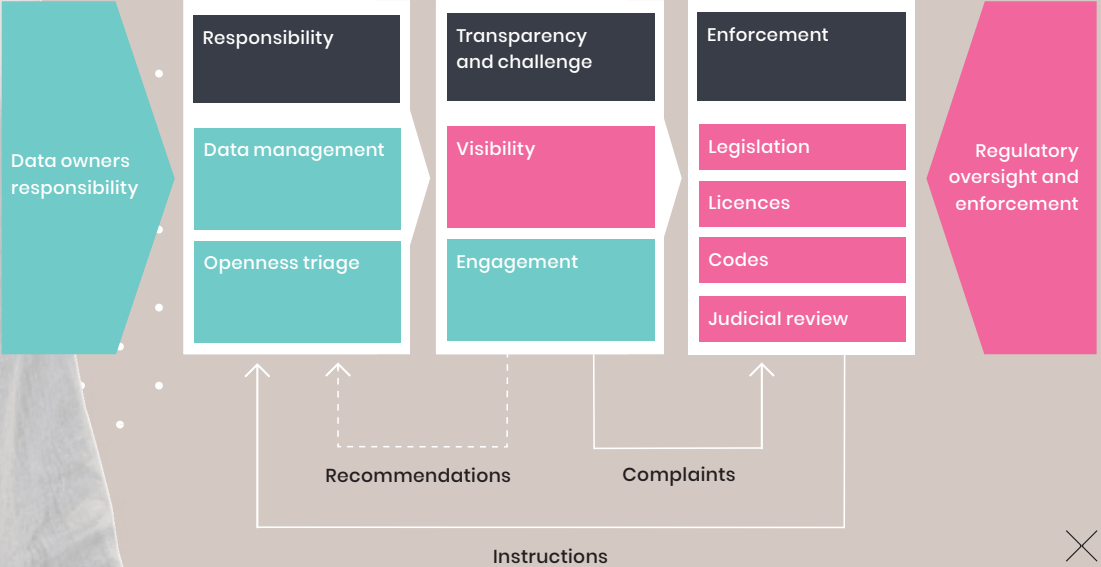 Data owners
responsibility
Responsibility
Data management
Openness triage
Transparency
and challenge
Visibility
Engagement
Enforcement
Legislation
Licences
Codes
Judicial review
Regulatory
oversight and
enforcement
Recommendations
Complaints
Instructions